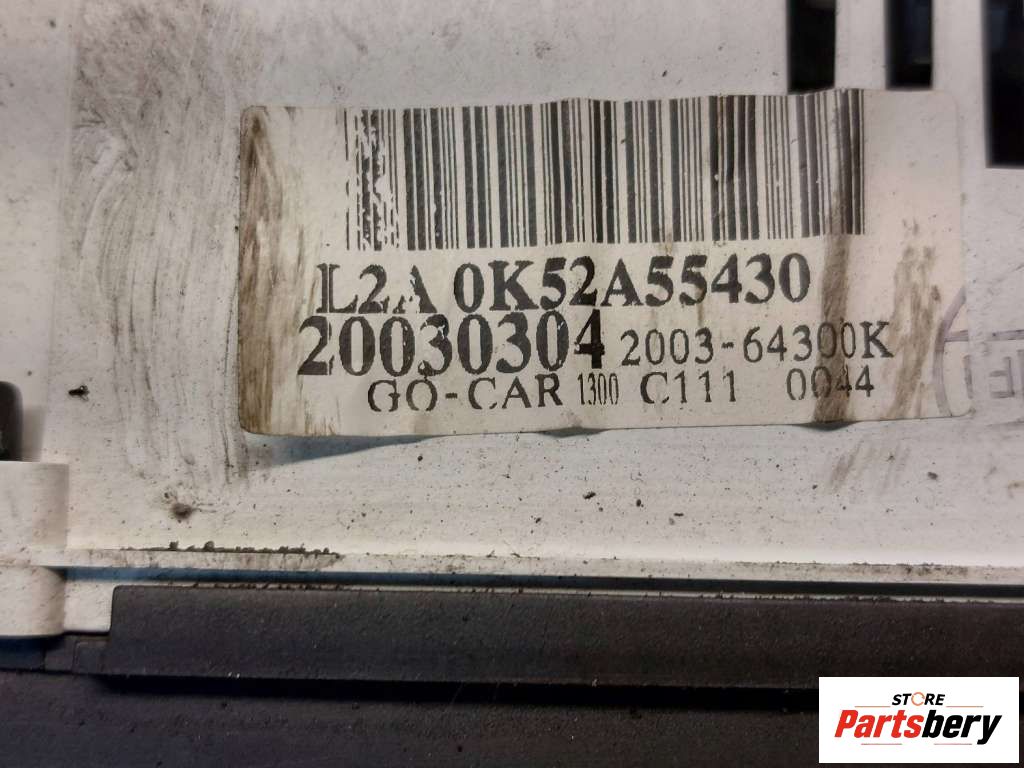 L2A 0K52A55430
20030304 2003-64300K
GO-CAR 1300 C111 0044
STORE
Partsbery